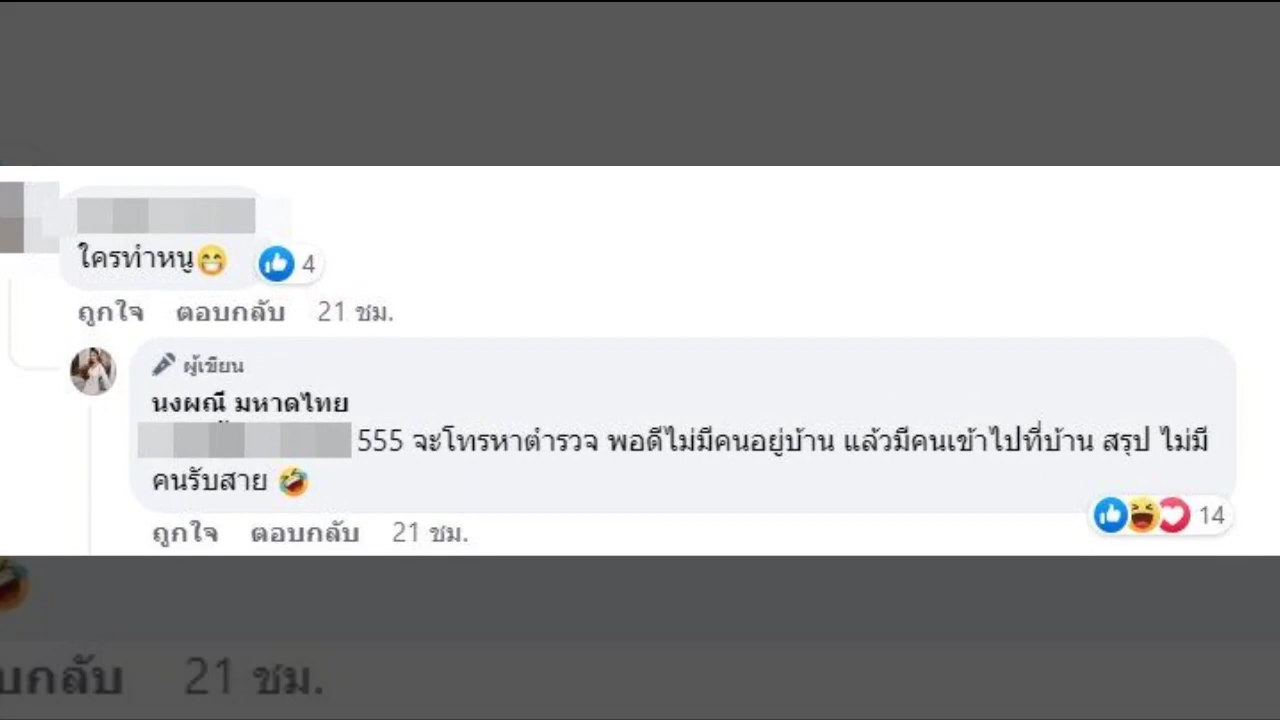 ใครทำหนู😁 4
ถูกใจ ตอบกลับ 21 ชม.
ผู้เขียน
นงผณี มหาดไทย
555 จะโทรหาตำรวจ พอดีไม่มีคนอยู่บ้าน แล้วมีคนเข้าไปที่บ้าน สรุป ไม่มี
คนรับสาย 🤣
14
ถูกใจ ตอบกลับ 21 ชม.
บกลับ 21 ชม.